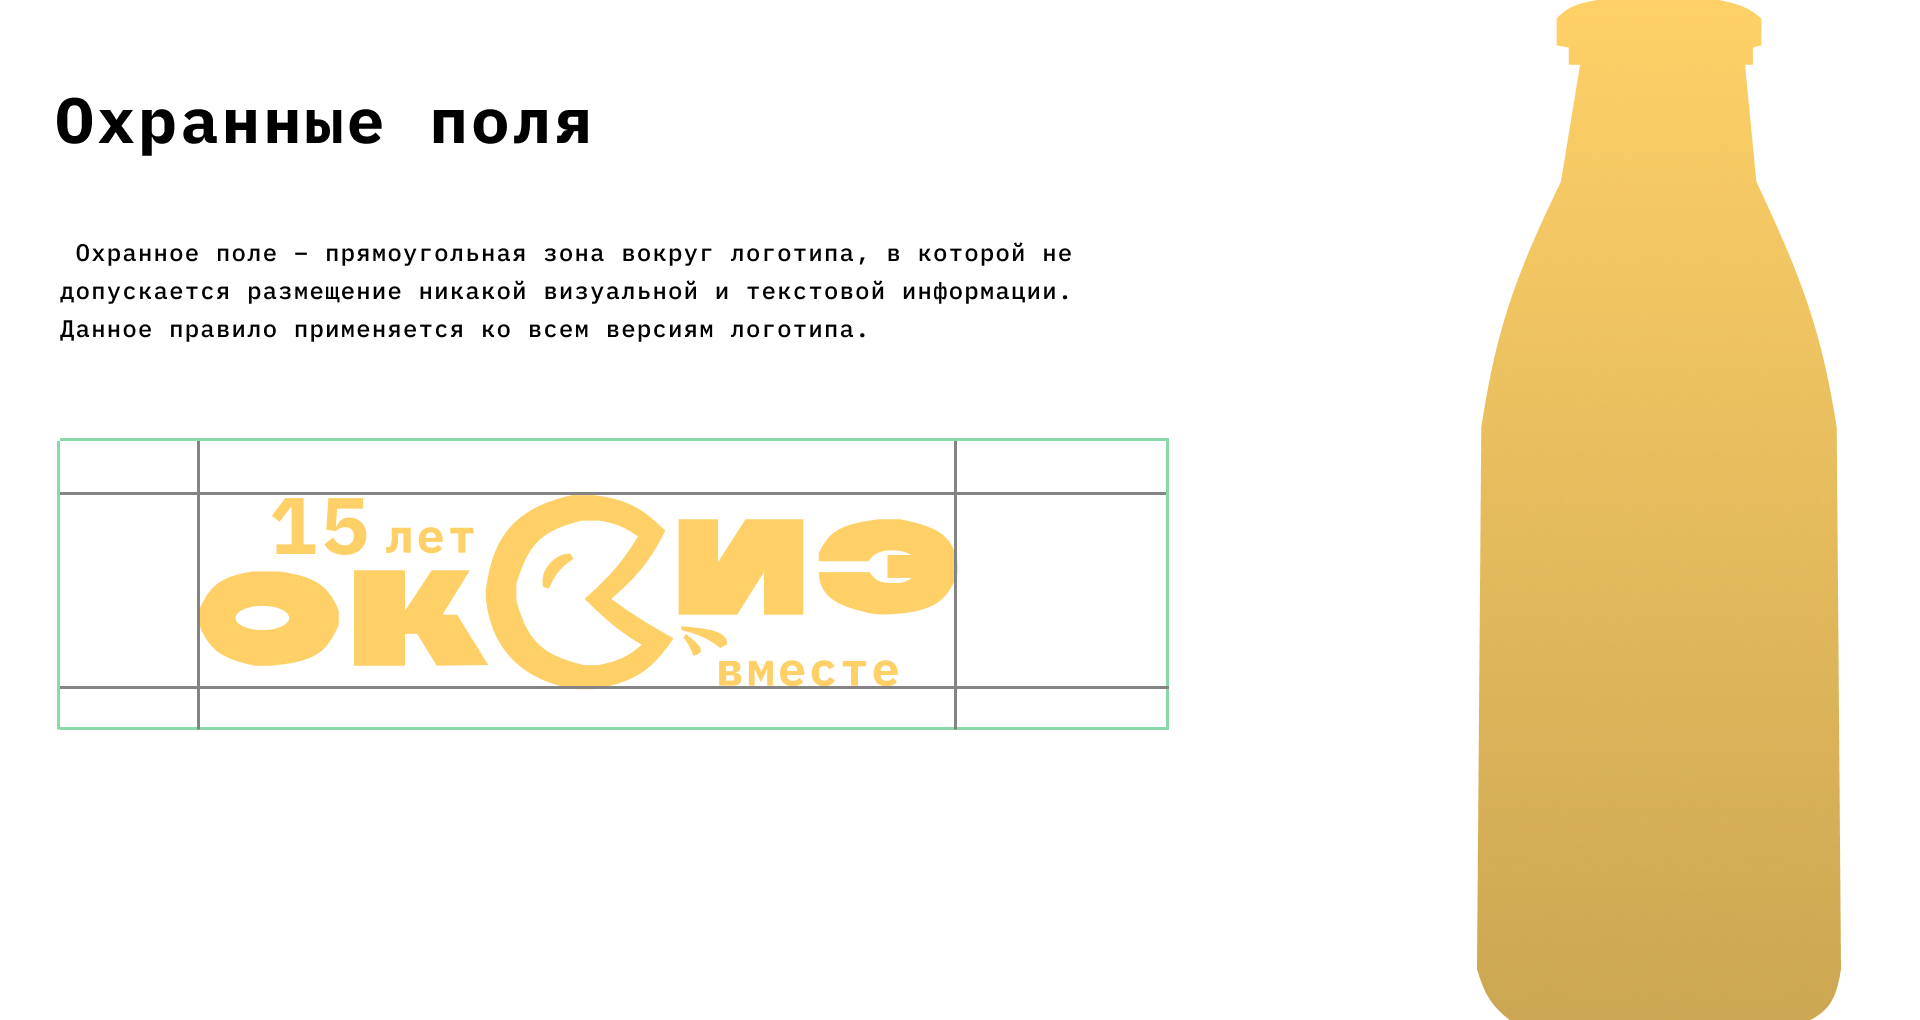 Охранные поля
Охранное поле – прямоугольная зона вокруг логотипа, в которой не
допускается размещение никакой визуальной и текстовой информации.
Данное правило применяется ко всем версиям логотипа.
15 лет
оксиэ
вместе